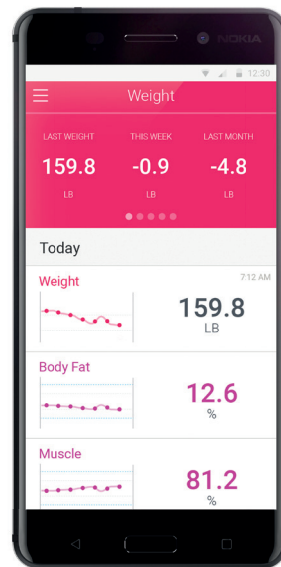 NOKIA
12:30
Weight
LAST WEIGHT THIS WEEK LAST MONTH
159.8 -0.9 -4.8
LB LB LB
Today
Weight 7:12 AM
159.8
LB
Body Fat
12.6
%
Muscle
81.2
%